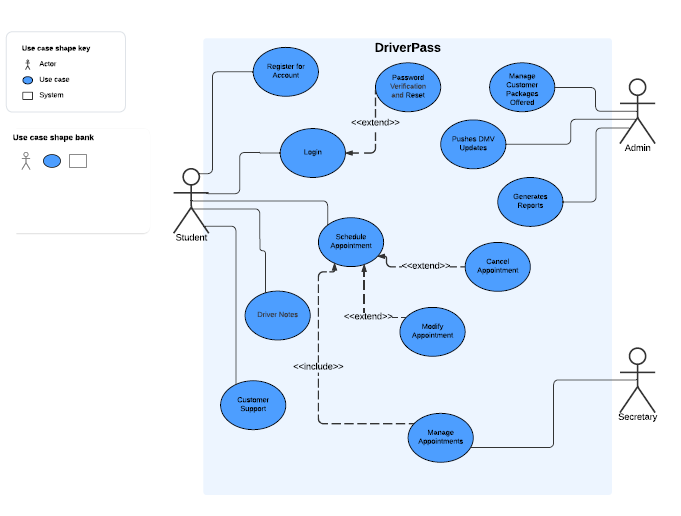 DriverPass
Use case shape key
Actor
Use case
System
Use case shape bank
Register for
Account
Password
Verification
and Reset
<<extend>>
Login
Manage
Customer
Packages
Offered
Pushes DMV
Updates
Generates
Reports
Admin
Student
Schedule
Appointment
<<extend>>
Cancel
Appointment
Driver Notes
<<extend>>
Modify
Appointment
<<include>>
Customer
Support
Manage
Appointments
Secretary